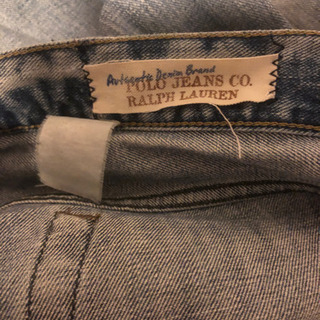 Authentic Denim Brand
POLO JEANS CO.
RALPH LAUREN